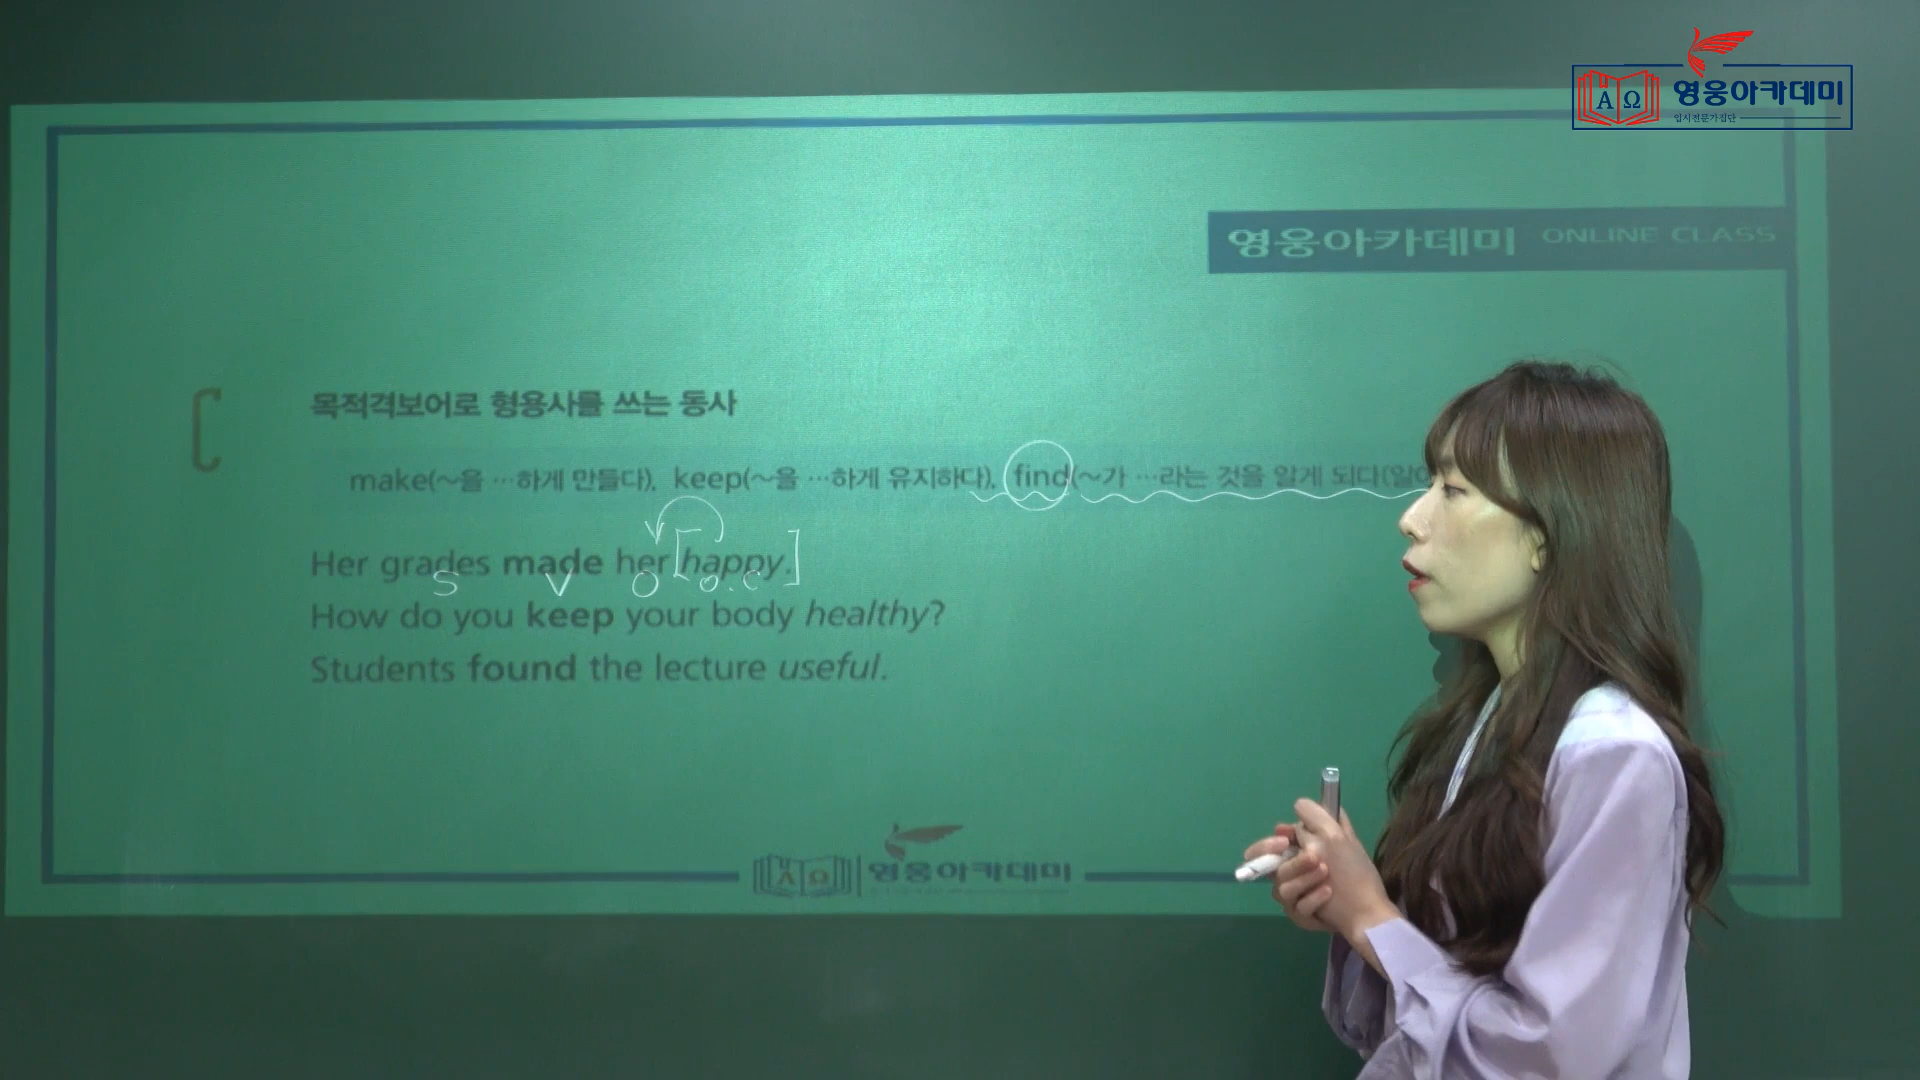 영웅아카데미
입시전문가집단
A Ω
영웅아카데미 ONLINE CLASS
C
목적격보어로 형용사를 쓰는 동사
make(~을 …하게 만들다), keep(~을 …하게 유지하다), find(~가 …라는 것을 알게 되다(알아
Her grades made her [happy.]
S V O O.C
How do you keep your body healthy?
Students found the lecture useful.
A Ω 영웅아카데미